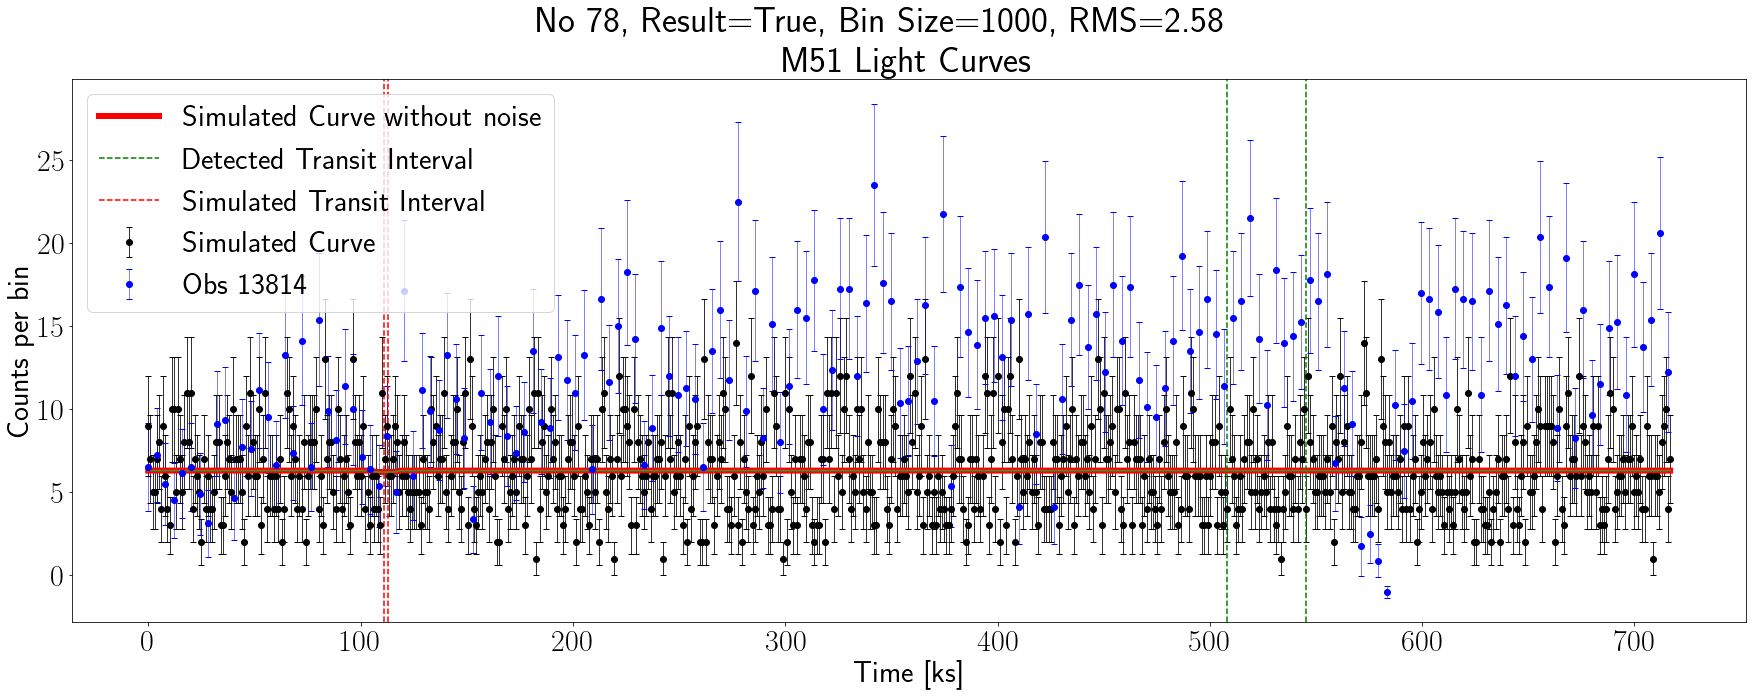 No 78, Result=True, Bin Size=1000, RMS=2.58
M51 Light Curves
Simulated Curve without noise
Detected Transit Interval
Simulated Transit Interval
Simulated Curve
Obs 13814
Counts per bin
25
20
15
10
5
0
0 100 200 300 400 500 600 700
Time [ks]